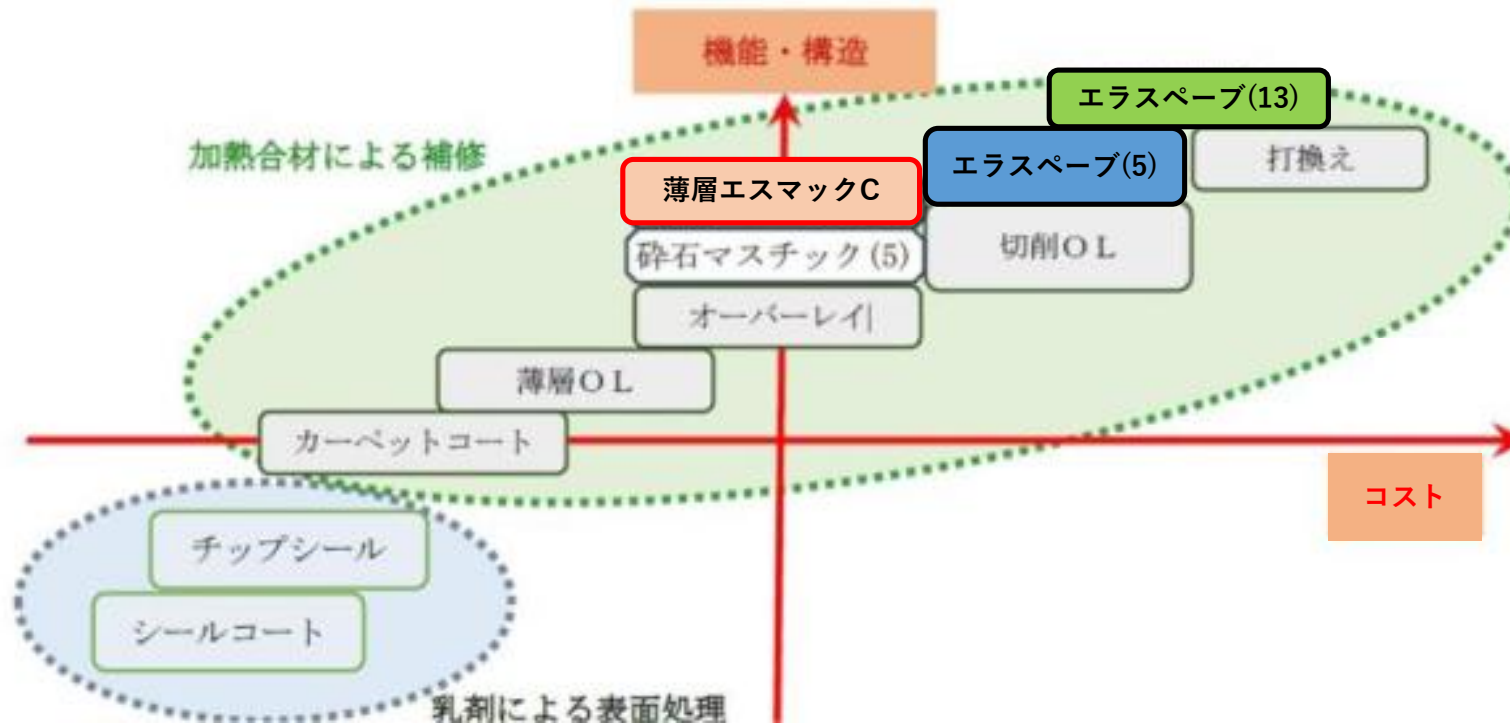 機能・構造
エラスペーブ(13)
加熱合材による補修
エラスペーブ(5)
打換え
薄層エスマックC
砕石マスチック(5)
切削OL
オーバーレイ|
薄層OL
カーペットコート
コスト
チップシール
シールコート
乳剤による表面処理